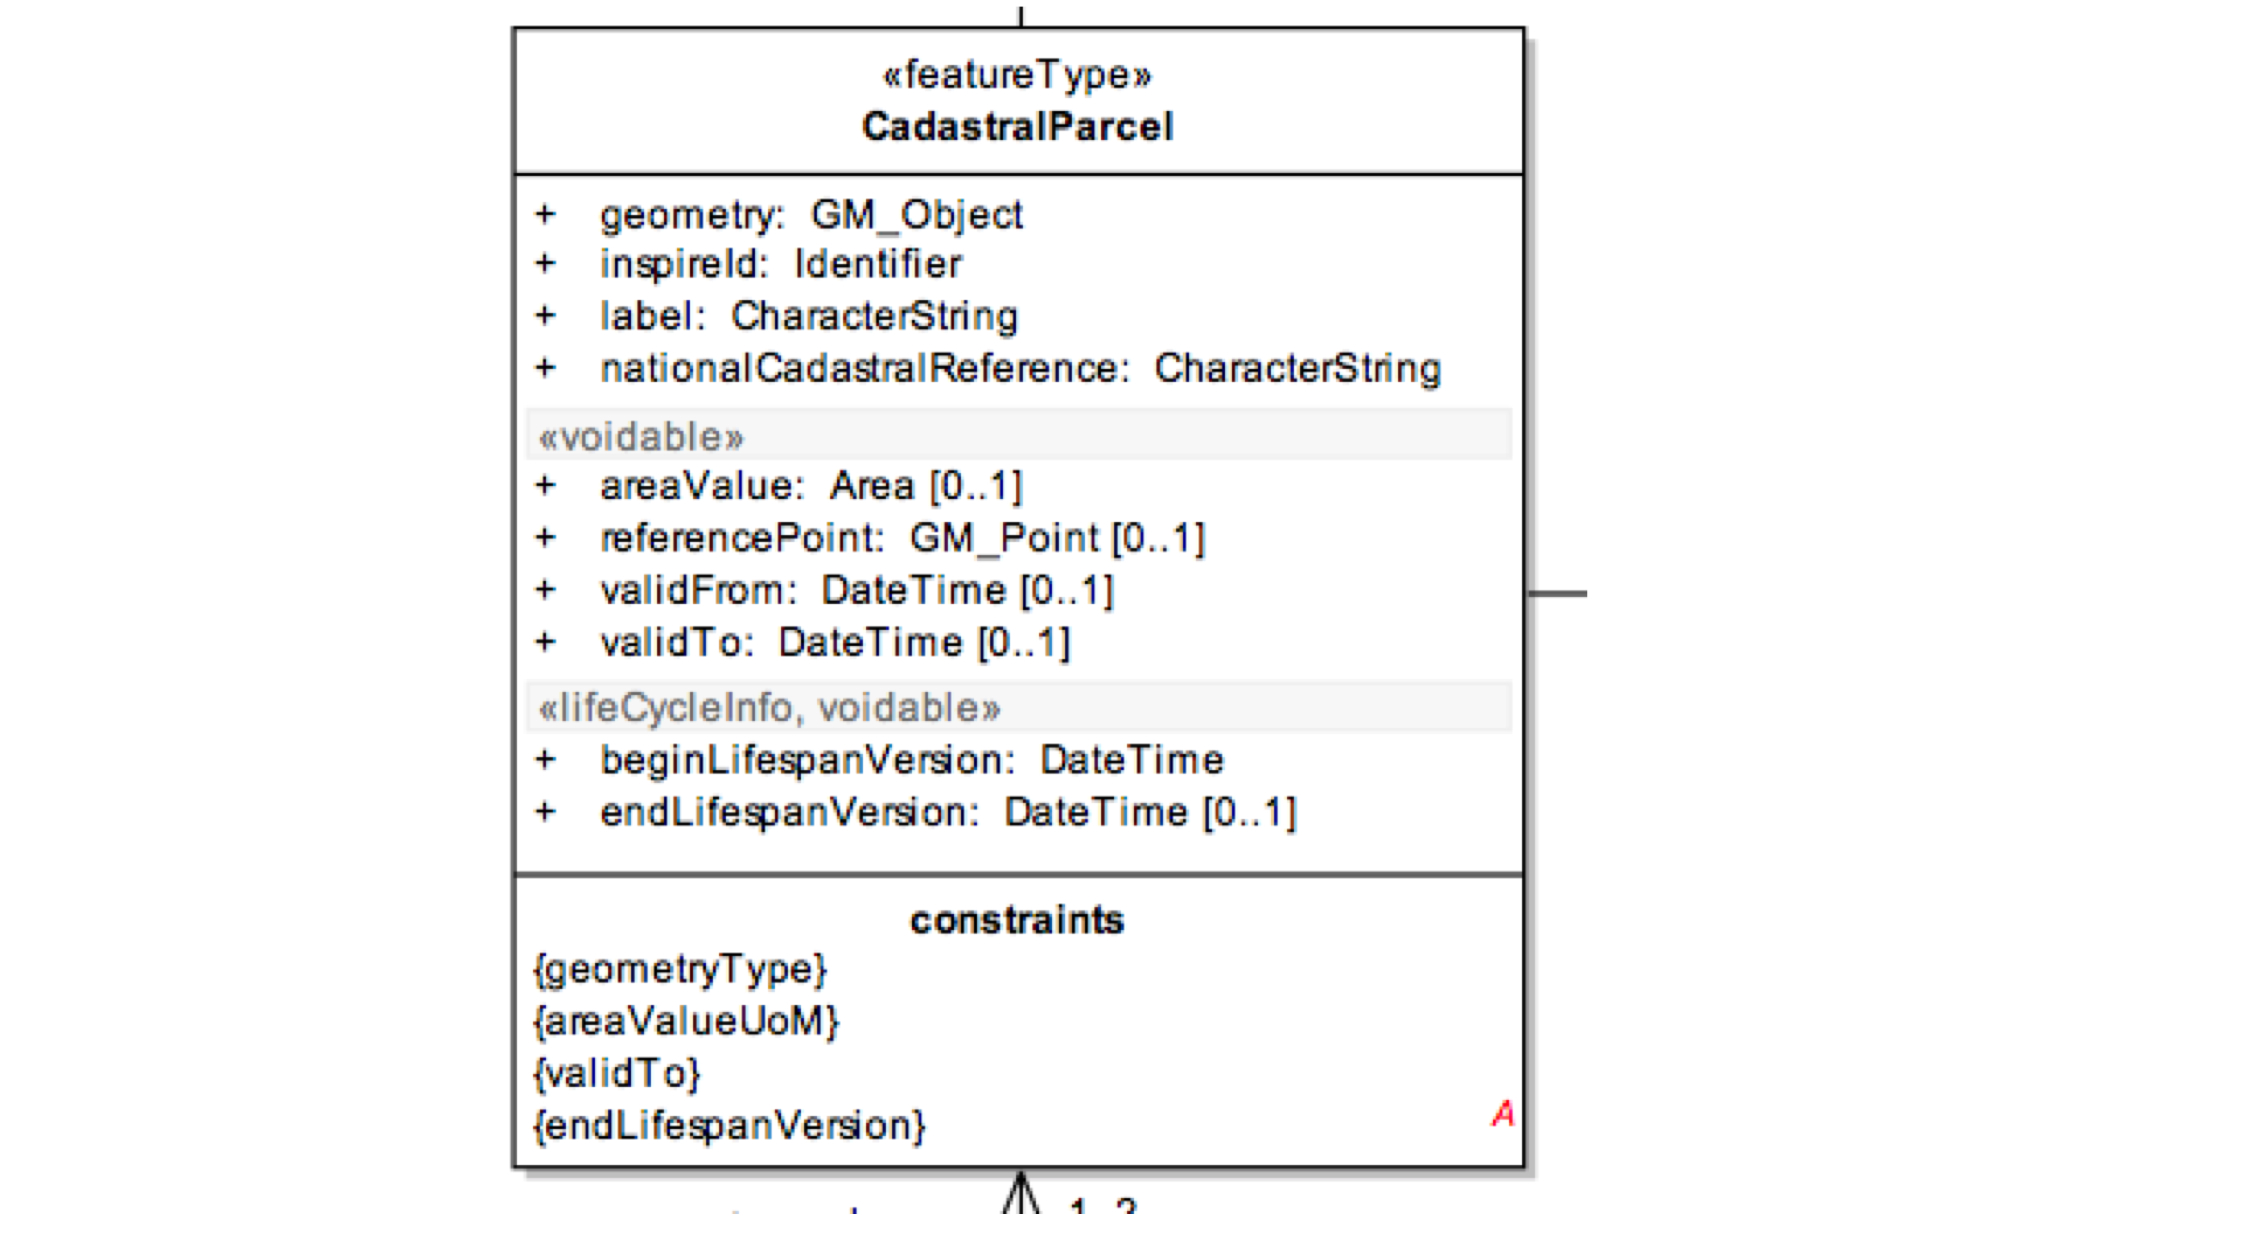 «featureType»
CadastralParcel
+ geometry: GM_Object
+ inspireId: Identifier
+ label: CharacterString
+ nationalCadastralReference: CharacterString
«voidable»
+ areaValue: Area [0..1]
+ referencePoint: GM_Point [0..1]
+ validFrom: DateTime [0..1]
+ validTo: DateTime [0..1]
«lifeCycleInfo, voidable»
+ beginLifespanVersion: DateTime
+ endLifespanVersion: DateTime [0..1]
constraints
{geometryType}
{areaValueUoM}
{validTo}
{endLifespanVersion}
A